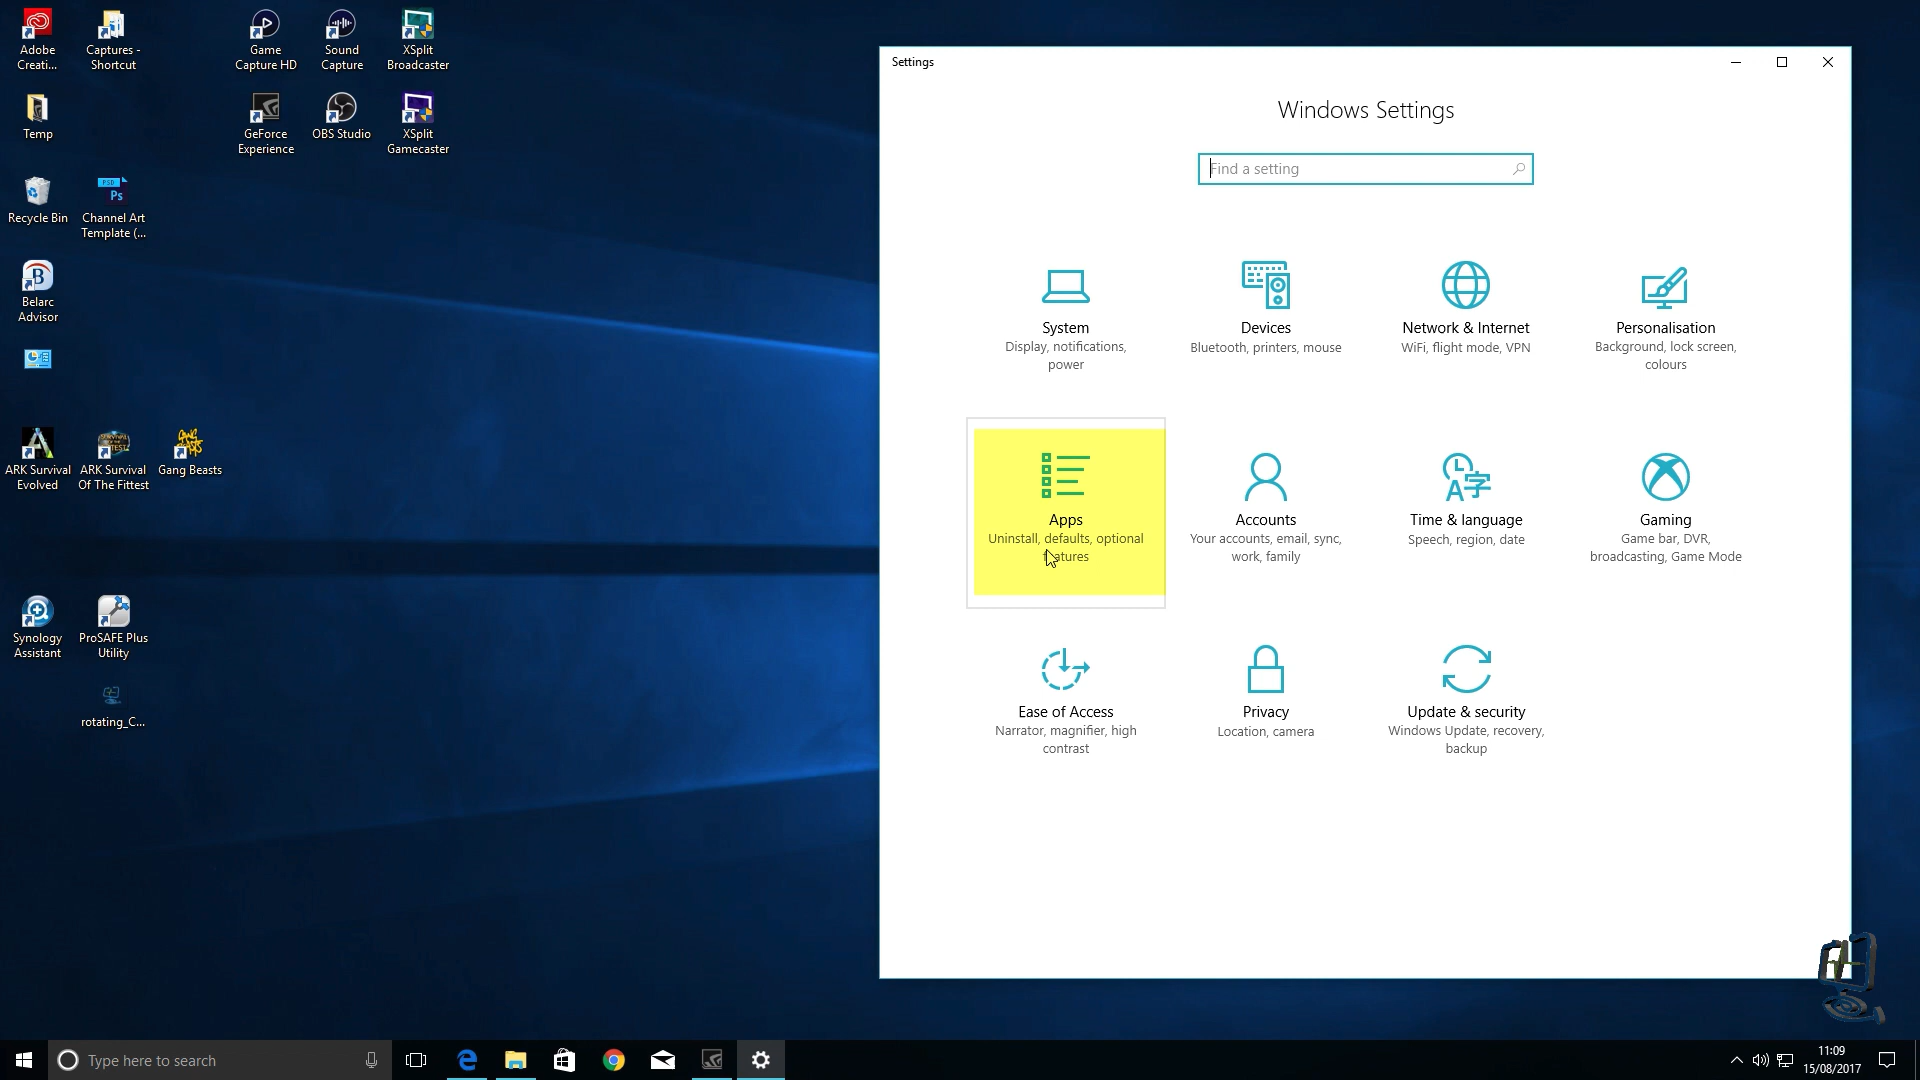 Adobe
Creati...
Captures -
Shortcut
Game
Capture HD
Sound
Capture
XSplit
Broadcaster
Temp
GeForce
Experience
OBS Studio
XSplit
Gamecaster
Recycle Bin
PSD
Ps
Channel Art
Template (...
B
Belarc
Advisor
ARK Survival
Evolved
ARK Survival
Of The Fittest
Gang Beasts
Synology
Assistant
ProSAFE Plus
Utility
rotating_C...
Settings
Windows Settings
Find a setting
System
Display, notifications,
power
Devices
Bluetooth, printers, mouse
Network & Internet
WiFi, flight mode, VPN
Personalisation
Background, lock screen,
colours
Apps
Uninstall, defaults, optional
features
Accounts
Your accounts, email, sync,
work, family
A字
Time & language
Speech, region, date
Gaming
Game bar, DVR,
broadcasting, Game Mode
Ease of Access
Narrator, magnifier, high
contrast
Privacy
Location, camera
Update & security
Windows Update, recovery,
backup
Type here to search
11:09
15/08/2017